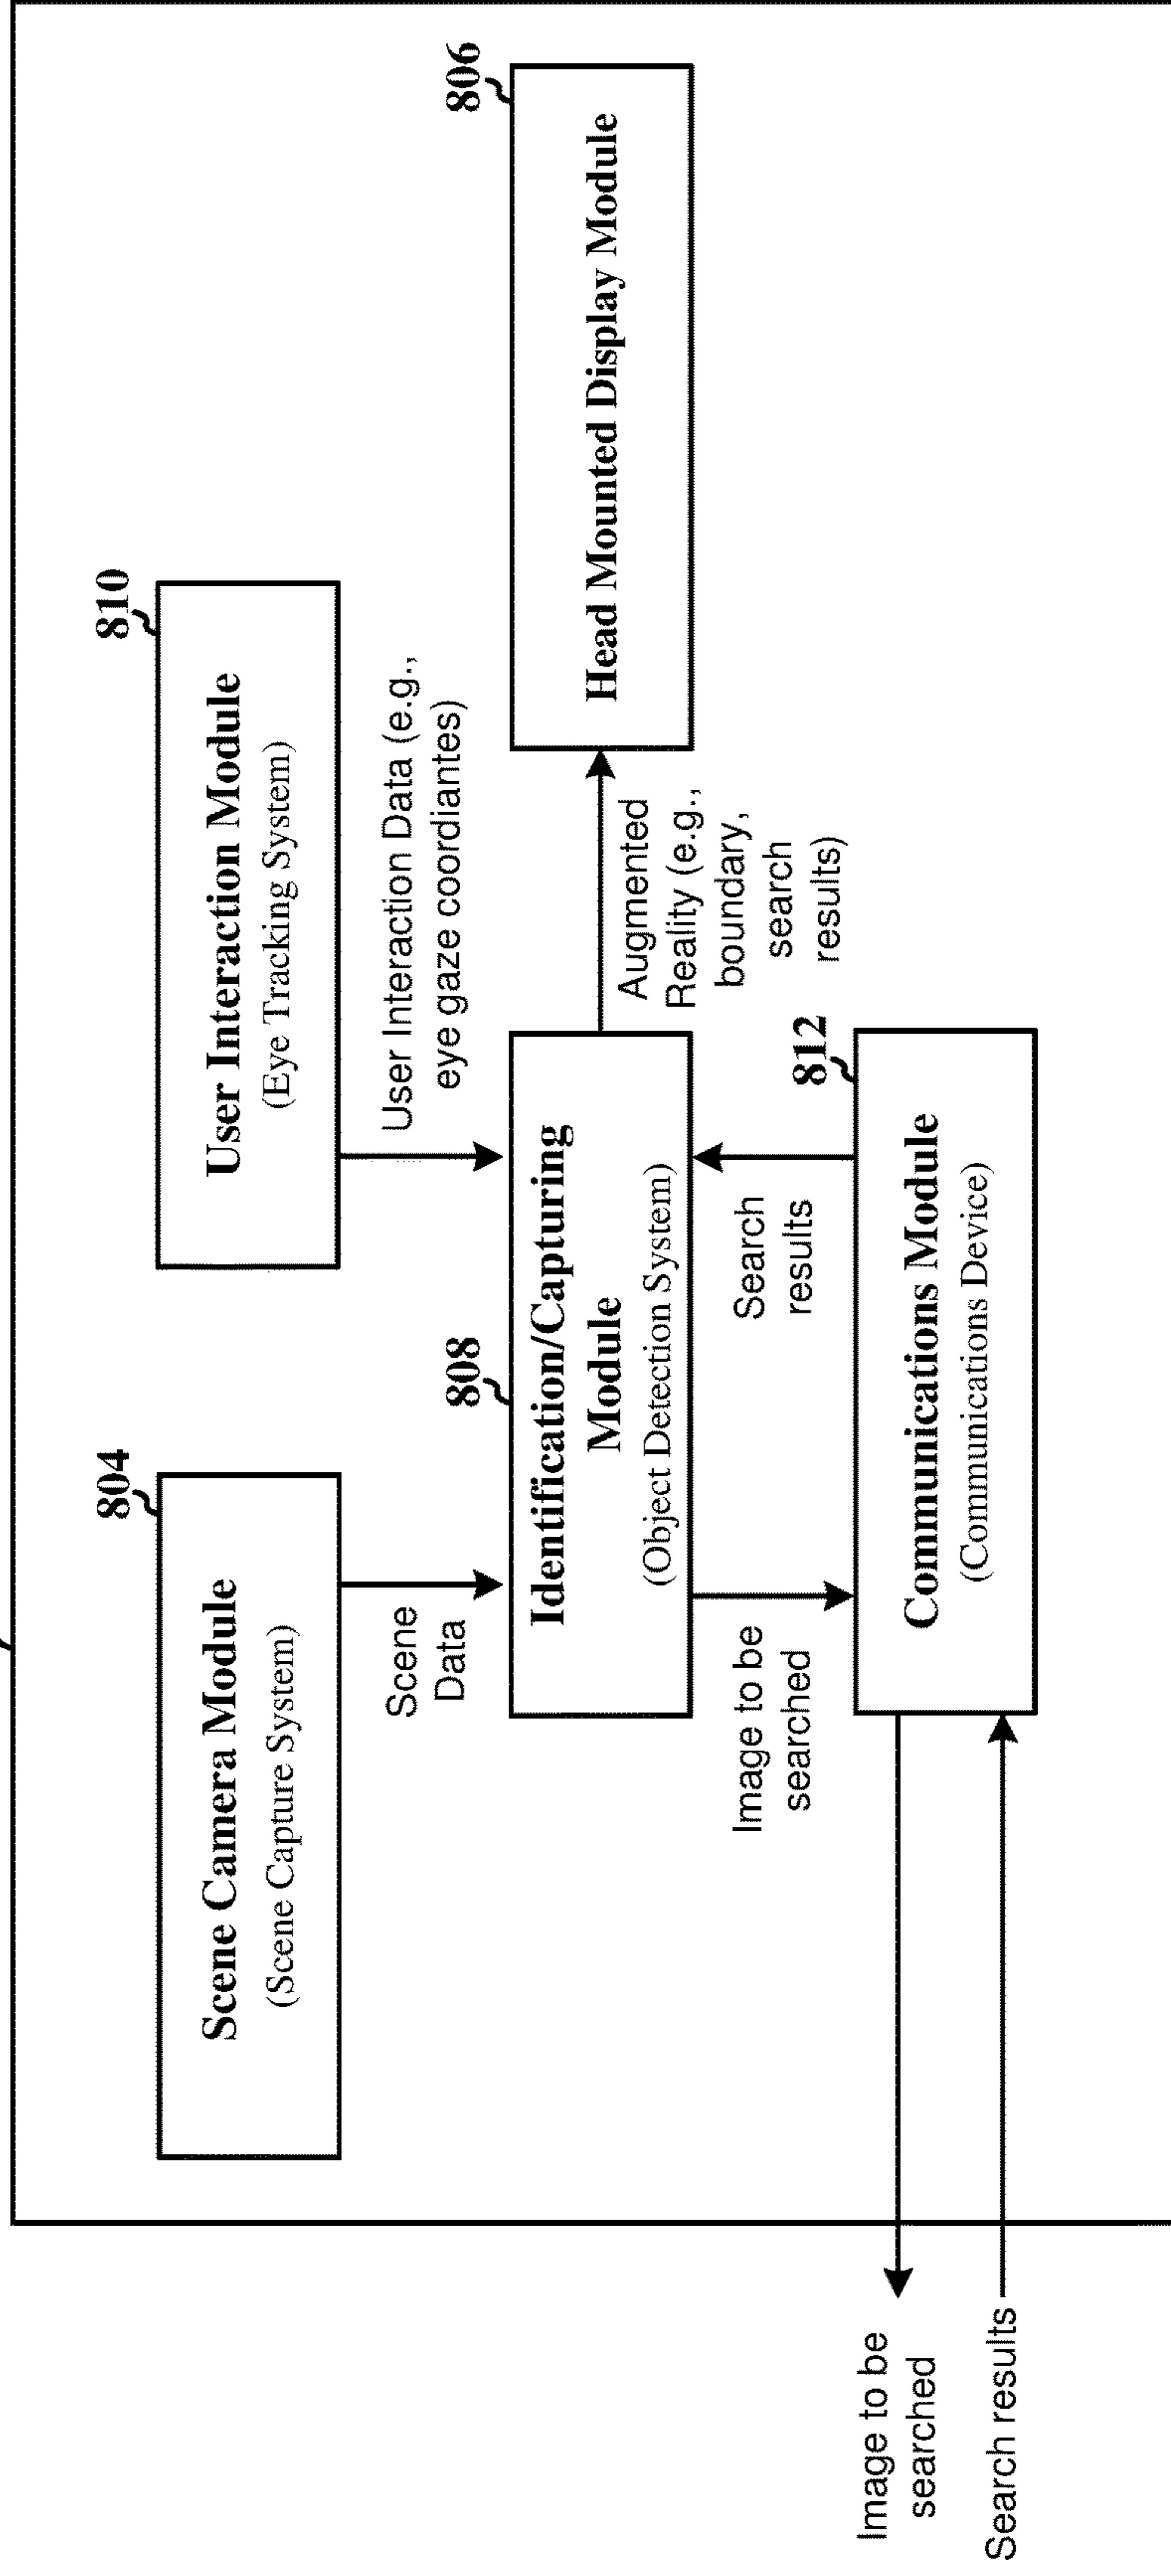 804
Scene Camera Module
(Scene Capture System)
810
User Interaction Module
(Eye Tracking System)
Scene
Data
User Interaction Data (e.g.,
eye gaze coordiantes)
808
Identification/Capturing
Module
(Object Detection System)
Augmented
Reality (e.g.,
boundary,
search
results)
806
Head Mounted Display Module
Image to be
searched
Search
results
812
Communications Module
(Communications Device)
Image to be
searched
Search results